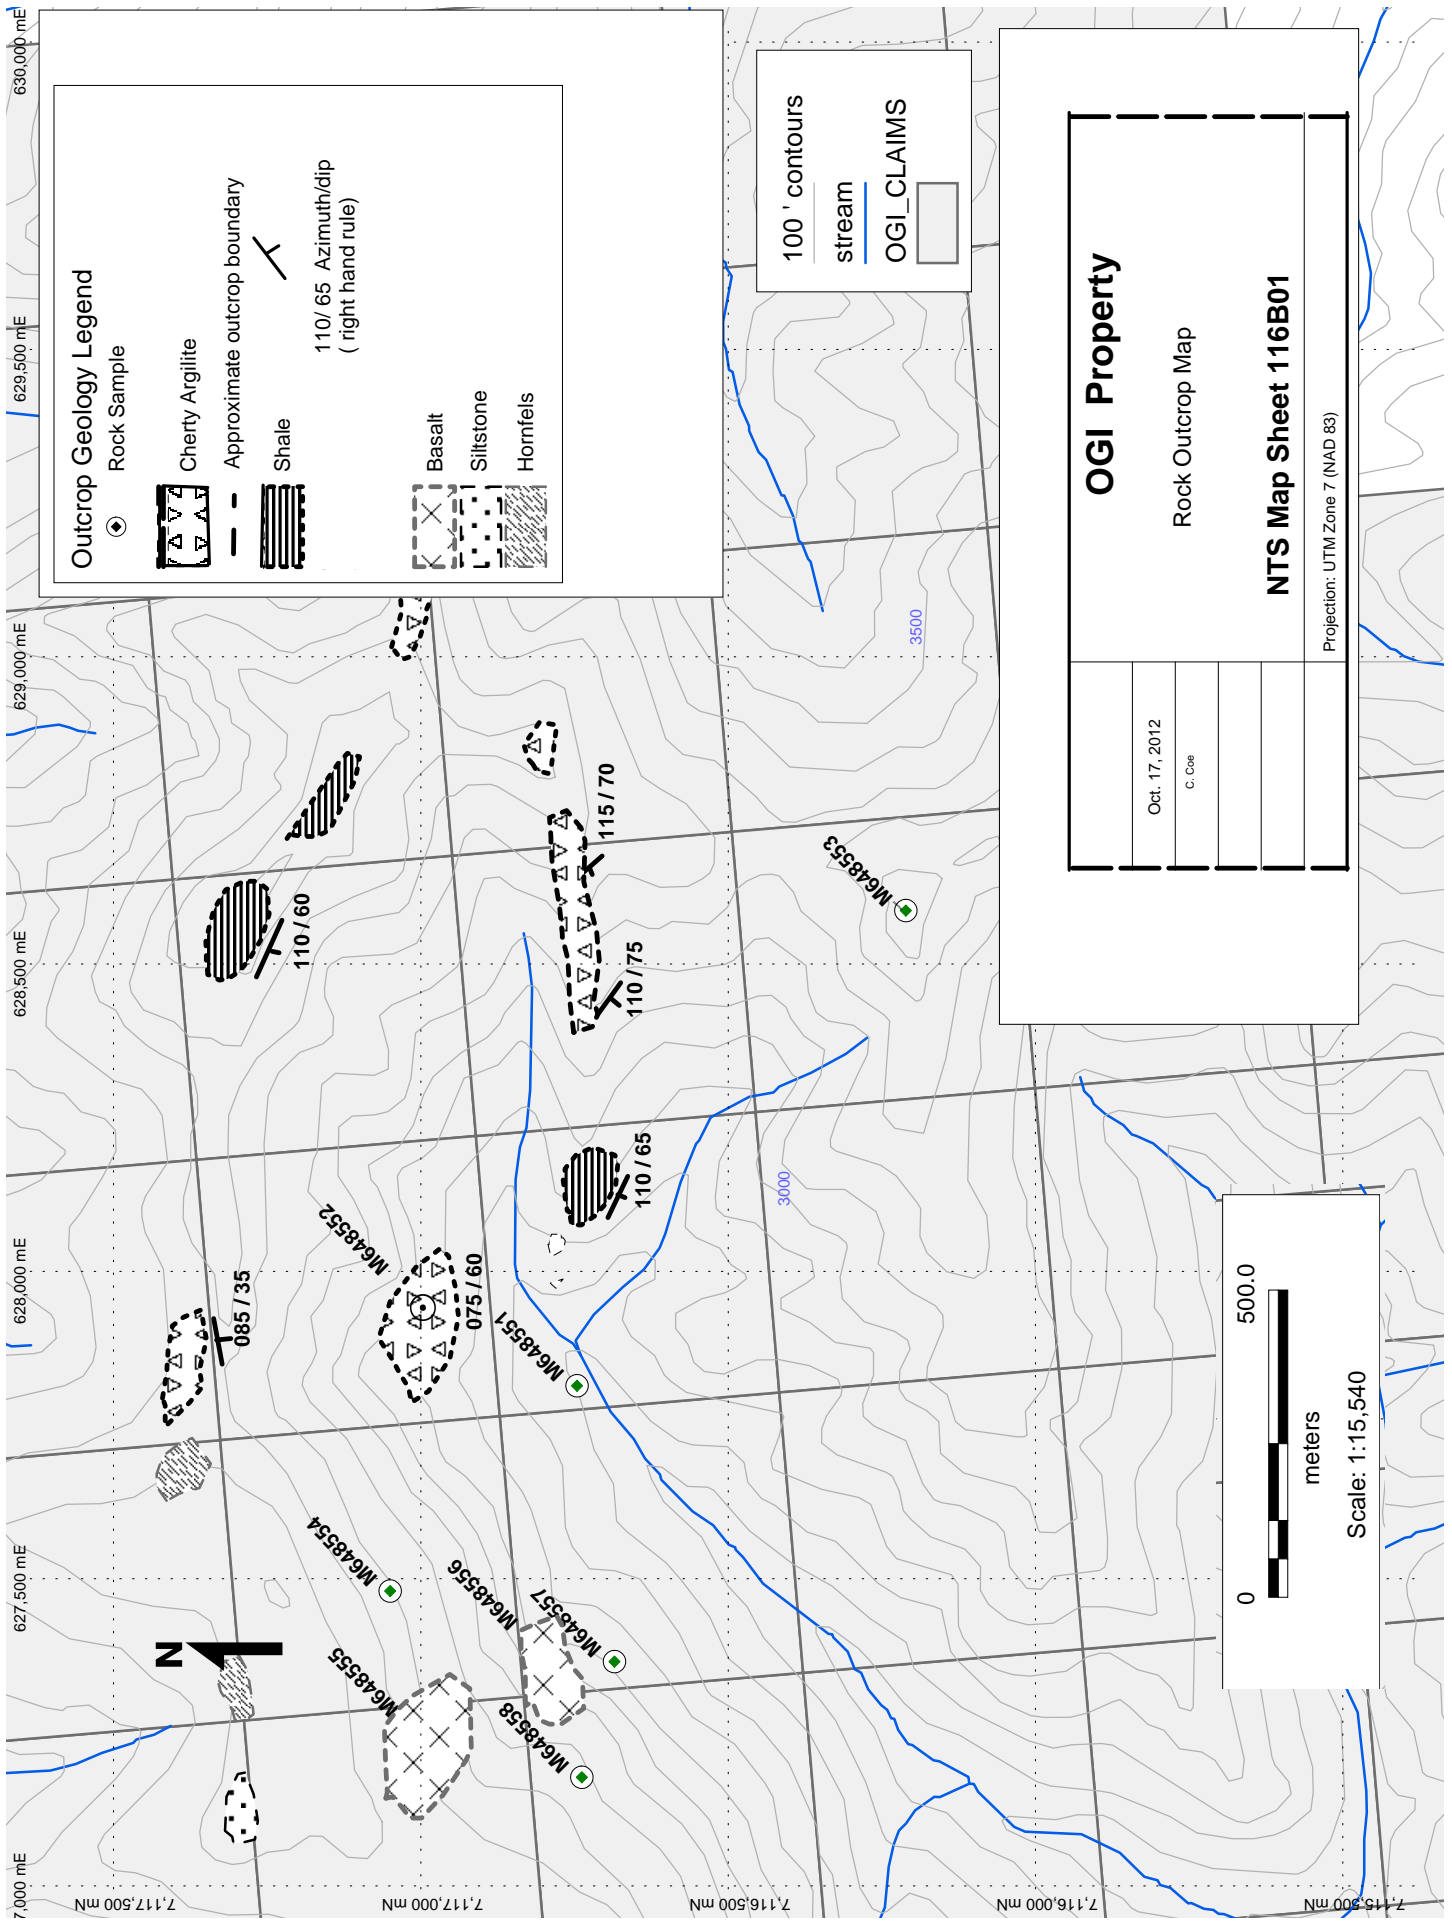 630,000 mE
629,500 mE
629,000 mE
628,500 mE
628,000 mE
627,500 mE
7,000 mE
7,117,500 mN
7,117,000 mN
7,116,500 mN
7,116,000 mN
7,115,500 mN
Outcrop Geology Legend
Rock Sample
Cherty Argilite
Approximate outcrop boundary
Shale
110/ 65 Azimuth/dip
( right hand rule)
Basalt
Siltstone
Hornfels
100 ' contours
stream
OGI_CLAIMS
N
085 / 35
M648552
075 / 60
M648551
M648554
M648555
M648556
M648557
M648558
110 / 60
110 / 65
110 / 75
115 / 70
M648553
3500
3000
OGI Property
Rock Outcrop Map
NTS Map Sheet 116B01
Projection: UTM Zone 7 (NAD 83)
Oct. 17, 2012
C. Coe
0
500.0
meters
Scale: 1:15,540